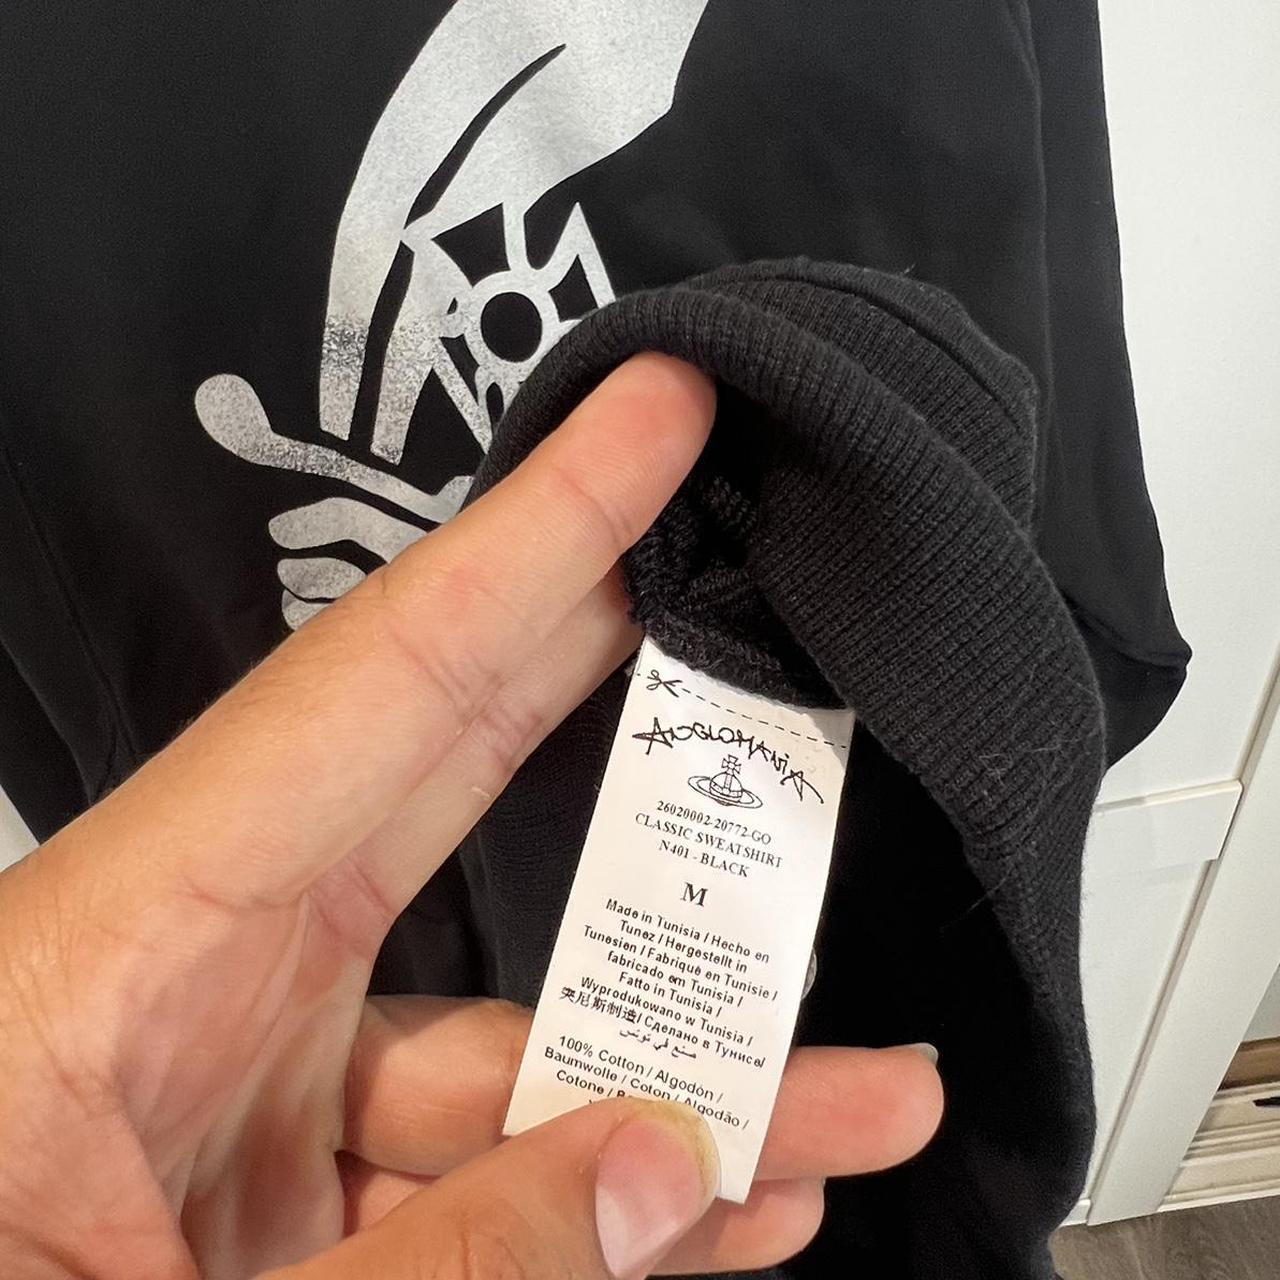 ANGLOMANIA
26020002-20772-GO
CLASSIC SWEATSHIRT
N401 - BLACK
M
Made in Tunisia / Hecho en
Tunez / Hergestellt in
Tunesien / Fabriqué en Tunisie /
fabricado em Tunisia /
Fatto in Tunisia /
Wyprodukowano w Tunisia /
突尼斯制造/ Сделано в Тунисе/
صنع في تونس
100% Cotton / Algodón /
Baumwolle / Coton / Algodão /
Cotone /